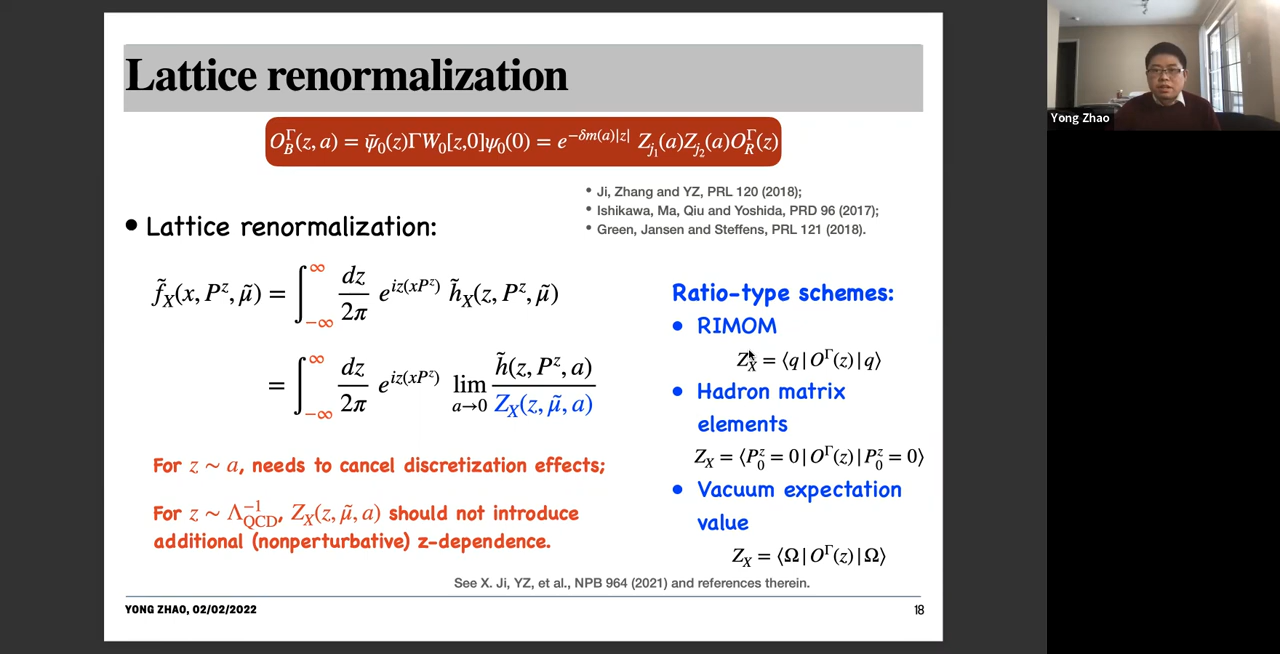 Lattice renormalization
O_B^Γ(z, a) = ψ̄₀(z)ΓW₀[z,0]ψ₀(0) = e^{−δm(a)|z|} Z_{j₁}(a)Z_{j₂}(a)O_R^Γ(z)
• Ji, Zhang and YZ, PRL 120 (2018);
• Ishikawa, Ma, Qiu and Yoshida, PRD 96 (2017);
• Green, Jansen and Steffens, PRL 121 (2018).
• Lattice renormalization:
f̃_X(x, P^z, μ̃) = ∫_{−∞}^{∞} dz/2π e^{iz(xP^z)} h̃_X(z, P^z, μ̃)
= ∫_{−∞}^{∞} dz/2π e^{iz(xP^z)} lim_{a→0} h̃(z, P^z, a)/Z_X(z, μ̃, a)
For z ~ a, needs to cancel discretization effects;
For z ~ Λ_QCD^{−1}, Z_X(z, μ̃, a) should not introduce
additional (nonperturbative) z-dependence.
Ratio-type schemes:
• RIMOM
Z_X = ⟨q|O^Γ(z)|q⟩
• Hadron matrix
elements
Z_X = ⟨P_0^z = 0|O^Γ(z)|P_0^z = 0⟩
• Vacuum expectation
value
Z_X = ⟨Ω|O^Γ(z)|Ω⟩
See X. Ji, YZ, et al., NPB 964 (2021) and references therein.
YONG ZHAO, 02/02/2022
18
Yong Zhao